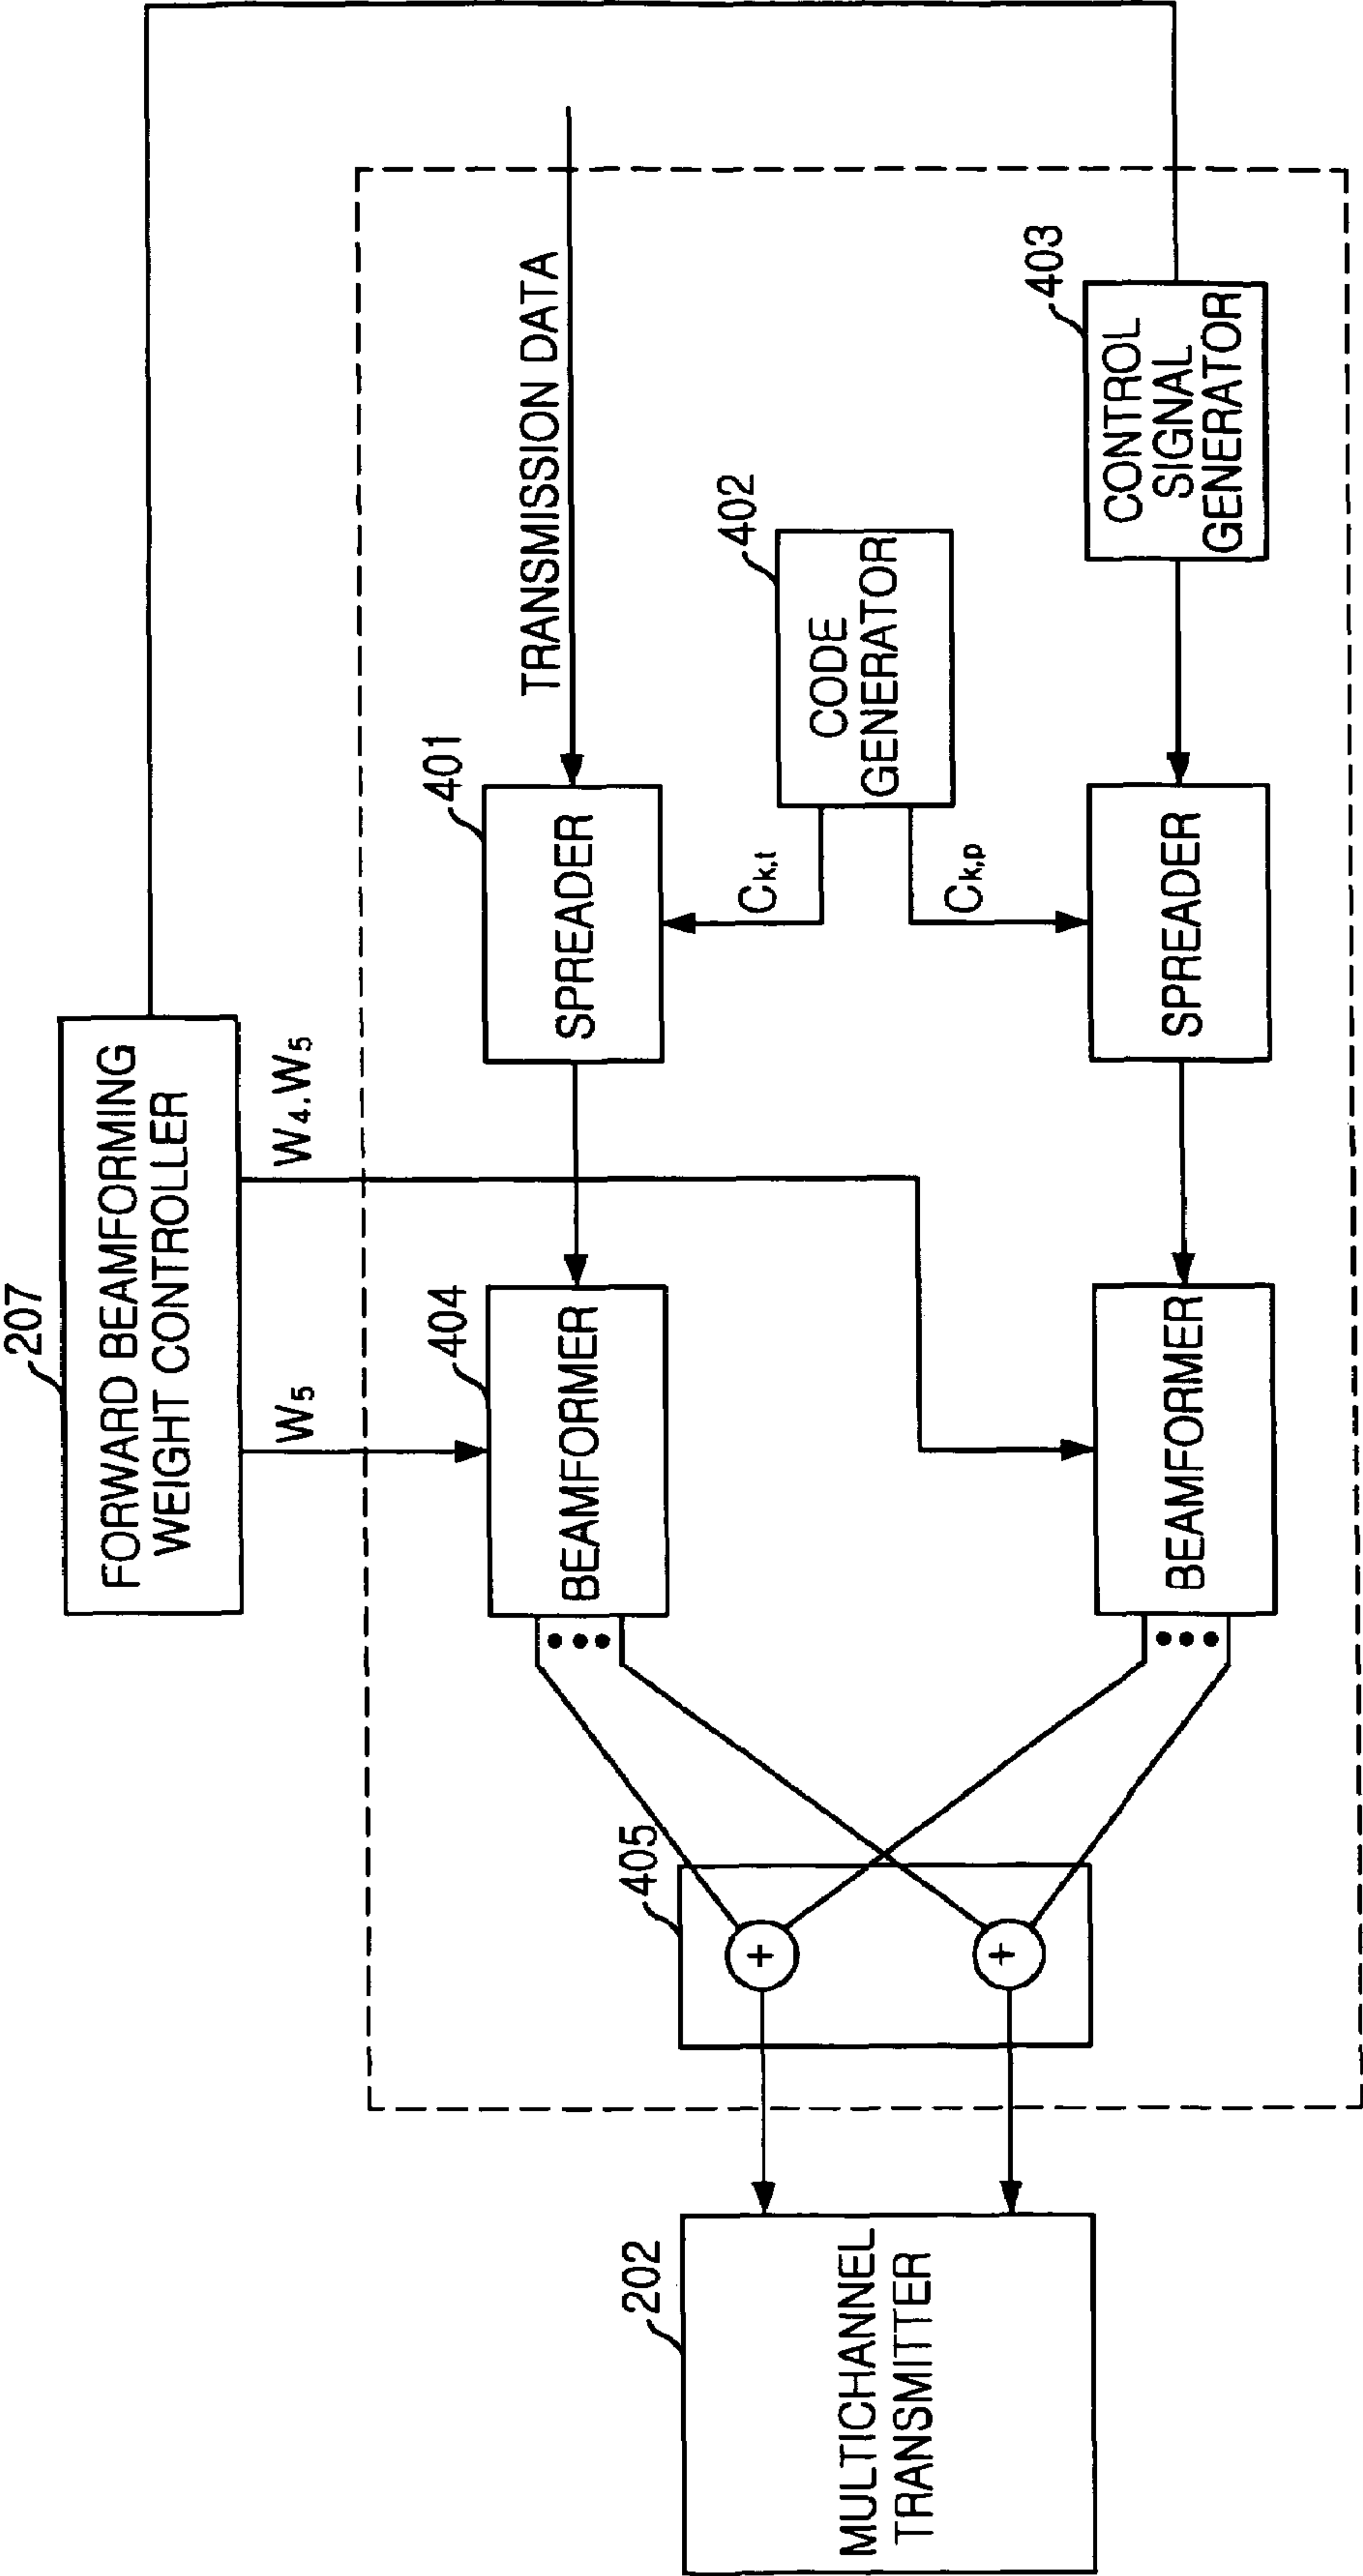 207
FORWARD BEAMFORMING
WEIGHT CONTROLLER
W5
W4,W5
TRANSMISSION DATA
202
MULTICHANNEL
TRANSMITTER
405
+
+
404
BEAMFORMER
401
SPREADER
Ck,t
402
CODE
GENERATOR
Ck,p
BEAMFORMER
SPREADER
403
CONTROL
SIGNAL
GENERATOR